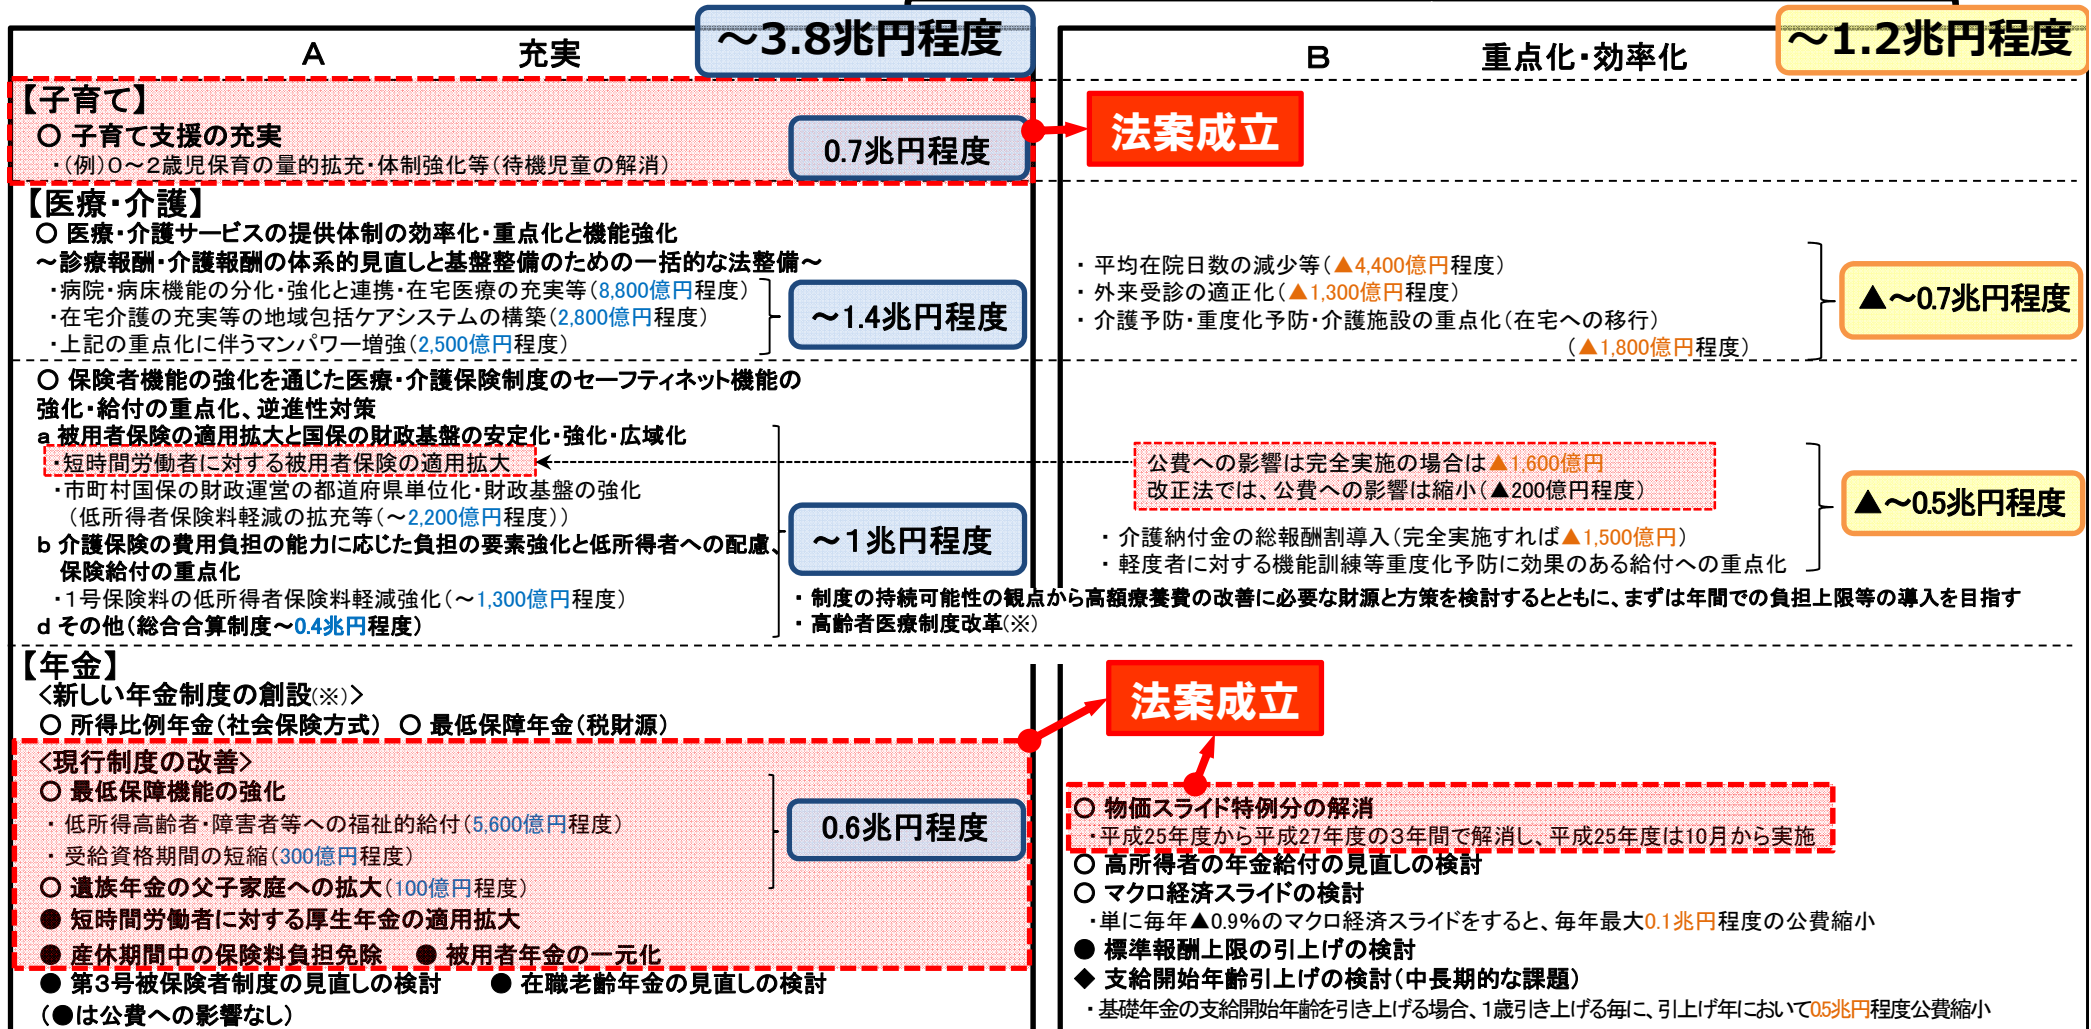 A 充実 ～3.8兆円程度
【子育て】
○ 子育て支援の充実
・(例)0～2歳児保育の量的拡充・体制強化等(待機児童の解消)
0.7兆円程度
【医療・介護】
○ 医療・介護サービスの提供体制の効率化・重点化と機能強化
～診療報酬・介護報酬の体系的見直しと基盤整備のための一括的な法整備～
・病院・病床機能の分化・強化と連携・在宅医療の充実等(8,800億円程度)
・在宅介護の充実等の地域包括ケアシステムの構築(2,800億円程度)
・上記の重点化に伴うマンパワー増強(2,500億円程度)
～1.4兆円程度
○ 保険者機能の強化を通じた医療・介護保険制度のセーフティネット機能の
強化・給付の重点化、逆進性対策
a 被用者保険の適用拡大と国保の財政基盤の安定化・強化・広域化
・短時間労働者に対する被用者保険の適用拡大
・市町村国保の財政運営の都道府県単位化・財政基盤の強化
(低所得者保険料軽減の拡充等(～2,200億円程度))
b 介護保険の費用負担の能力に応じた負担の要素強化と低所得者への配慮、
保険給付の重点化
・1号保険料の低所得者保険料軽減強化(～1,300億円程度)
d その他(総合合算制度～0.4兆円程度)
～1兆円程度
・ 制度の持続可能性の観点から高額療養費の改善に必要な財源と方策を検討するとともに、まずは年間での負担上限等の導入を目指す
・ 高齢者医療制度改革(※)
【年金】
<新しい年金制度の創設(※)>
○ 所得比例年金(社会保険方式) ○ 最低保障年金(税財源)
<現行制度の改善>
○ 最低保障機能の強化
・ 低所得高齢者・障害者等への福祉的給付(5,600億円程度)
・ 受給資格期間の短縮(300億円程度)
○ 遺族年金の父子家庭への拡大(100億円程度)
● 短時間労働者に対する厚生年金の適用拡大
● 産休期間中の保険料負担免除 ● 被用者年金の一元化
0.6兆円程度
● 第3号被保険者制度の見直しの検討 ● 在職老齢年金の見直しの検討
(●は公費への影響なし)
B 重点化・効率化 ～1.2兆円程度
法案成立
・ 平均在院日数の減少等(▲4,400億円程度)
・ 外来受診の適正化(▲1,300億円程度)
・ 介護予防・重度化予防・介護施設の重点化(在宅への移行)
(▲1,800億円程度)
▲～0.7兆円程度
公費への影響は完全実施の場合は▲1,600億円
改正法では、公費への影響は縮小(▲200億円程度)
・ 介護納付金の総報酬割導入(完全実施すれば▲1,500億円)
・ 軽度者に対する機能訓練等重度化予防に効果のある給付への重点化
▲～0.5兆円程度
法案成立
○ 物価スライド特例分の解消
・平成25年度から平成27年度の3年間で解消し、平成25年度は10月から実施
○ 高所得者の年金給付の見直しの検討
○ マクロ経済スライドの検討
・単に毎年▲0.9%のマクロ経済スライドをすると、毎年最大0.1兆円程度の公費縮小
● 標準報酬上限の引上げの検討
◆ 支給開始年齢引上げの検討(中長期的な課題)
・基礎年金の支給開始年齢を引き上げる場合、1歳引き上げる毎に、引上げ年において0.5兆円程度公費縮小